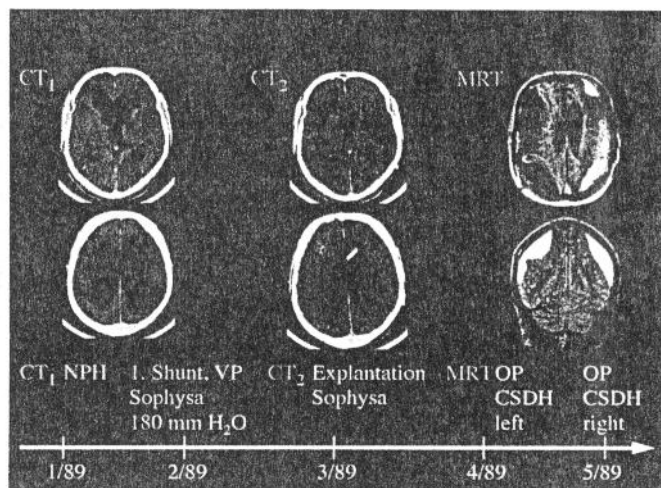 CT1 CT2 MRT
CT1 NPH 1. Shunt, VP CT2 Explantation MRT OP OP
Sophysa Sophysa CSDH CSDH
180 mm H2O left right
1/89 2/89 3/89 4/89 5/89